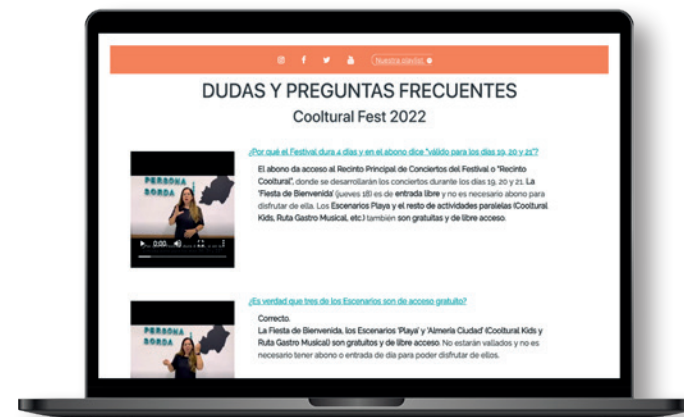 Nuestra playlist
DUDAS Y PREGUNTAS FRECUENTES
Cooltural Fest 2022
¿Por qué el Festival dura 4 días y en el abono dice "válido para los días 19, 20 y 21"?
El abono da acceso al Recinto Principal de Conciertos del Festival o "Recinto
Cooltural", donde se desarrollarán los conciertos durante los días 19, 20 y 21. La
'Fiesta de Bienvenida' (jueves 18) es de entrada libre y no es necesario abono para
disfrutar de ella. Los Escenarios Playa y el resto de actividades paralelas (Cooltural
Kids, Ruta Gastro Musical, etc.) también son gratuitas y de libre acceso.
PERSONA
SORDA
0:00
¿Es verdad que tres de los Escenarios son de acceso gratuito?
Correcto.
La Fiesta de Bienvenida, los Escenarios 'Playa' y 'Almería Ciudad' (Cooltural Kids y
Ruta Gastro Musical) son gratuitos y de libre acceso. No estarán vallados y no es
necesario tener abono o entrada de día para poder disfrutar de ellos.
PERSONA
SORDA